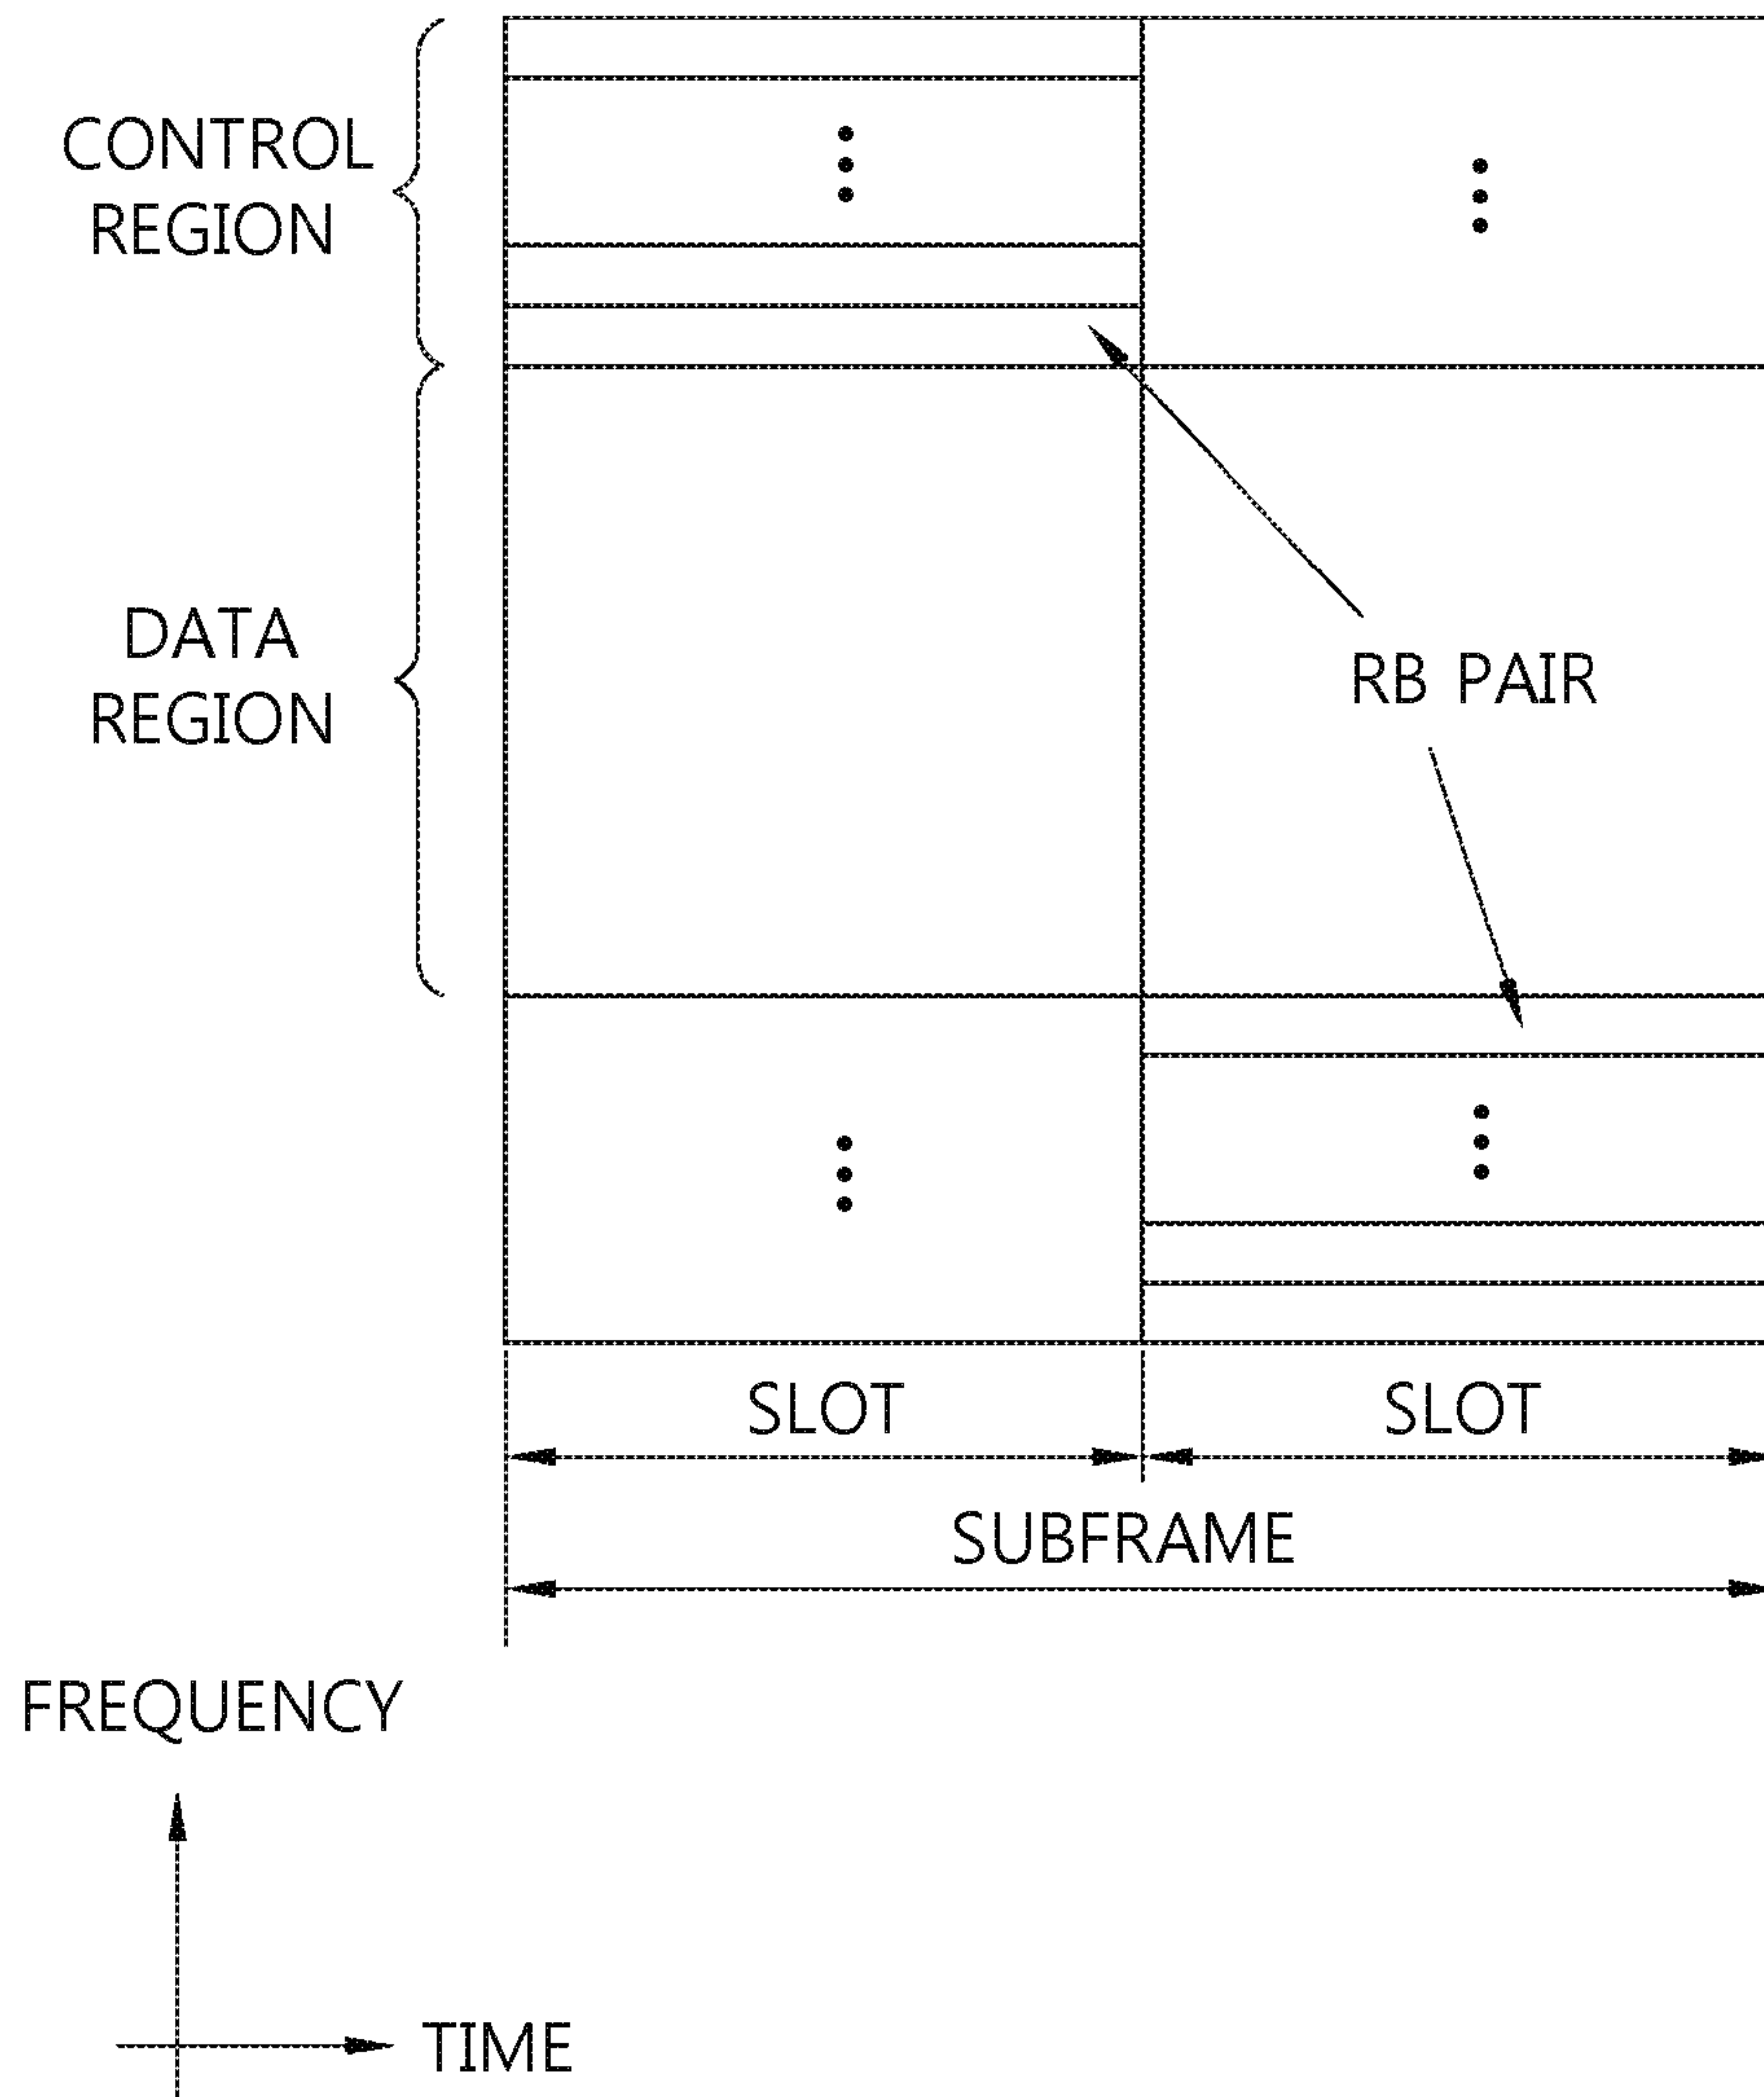 CONTROL
REGION
DATA
REGION
RB PAIR
SLOT
SLOT
SUBFRAME
FREQUENCY
TIME